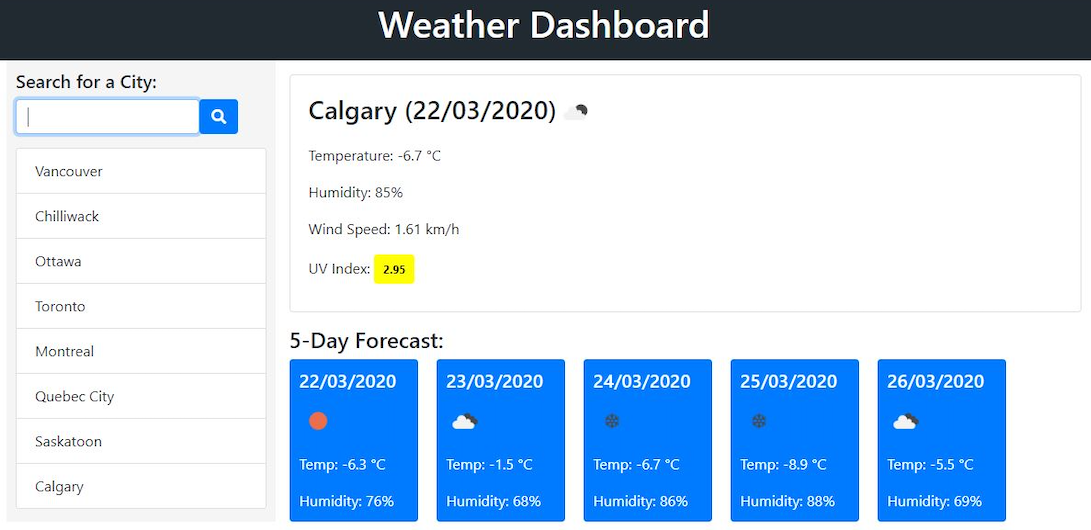 Weather Dashboard
Search for a City:
Vancouver
Chilliwack
Ottawa
Toronto
Montreal
Quebec City
Saskatoon
Calgary
Calgary (22/03/2020)
Temperature: -6.7 °C
Humidity: 85%
Wind Speed: 1.61 km/h
UV Index: 2.95
5-Day Forecast:
22/03/2020
Temp: -6.3 °C
Humidity: 76%
23/03/2020
Temp: -1.5 °C
Humidity: 68%
24/03/2020
Temp: -6.7 °C
Humidity: 86%
25/03/2020
Temp: -8.9 °C
Humidity: 88%
26/03/2020
Temp: -5.5 °C
Humidity: 69%